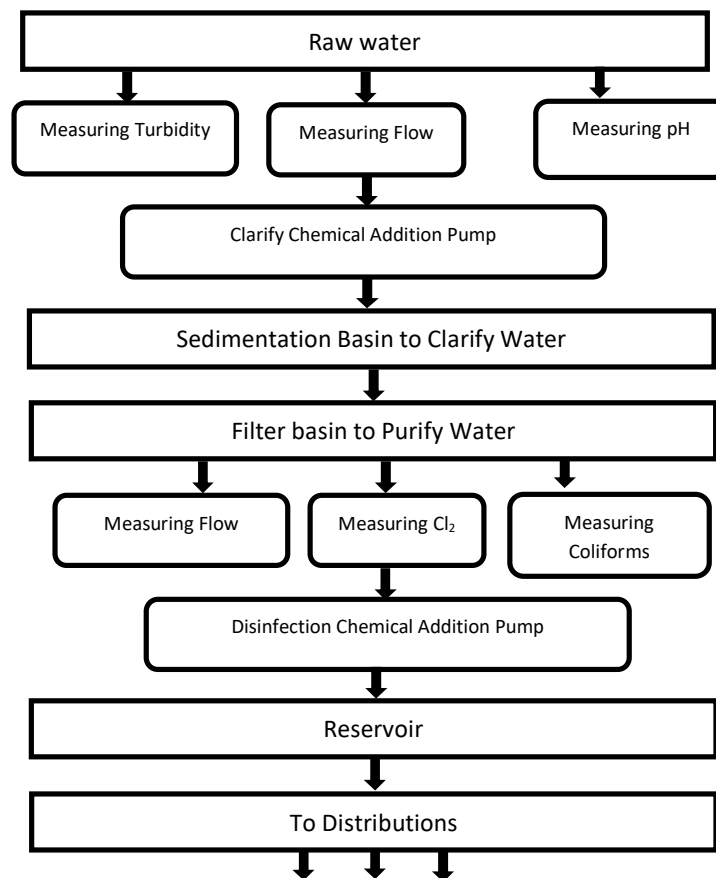 Raw water
Measuring Turbidity
Measuring Flow
Measuring pH
Clarify Chemical Addition Pump
Sedimentation Basin to Clarify Water
Filter basin to Purify Water
Measuring Flow
Measuring Cl₂
Measuring
Coliforms
Disinfection Chemical Addition Pump
Reservoir
To Distributions